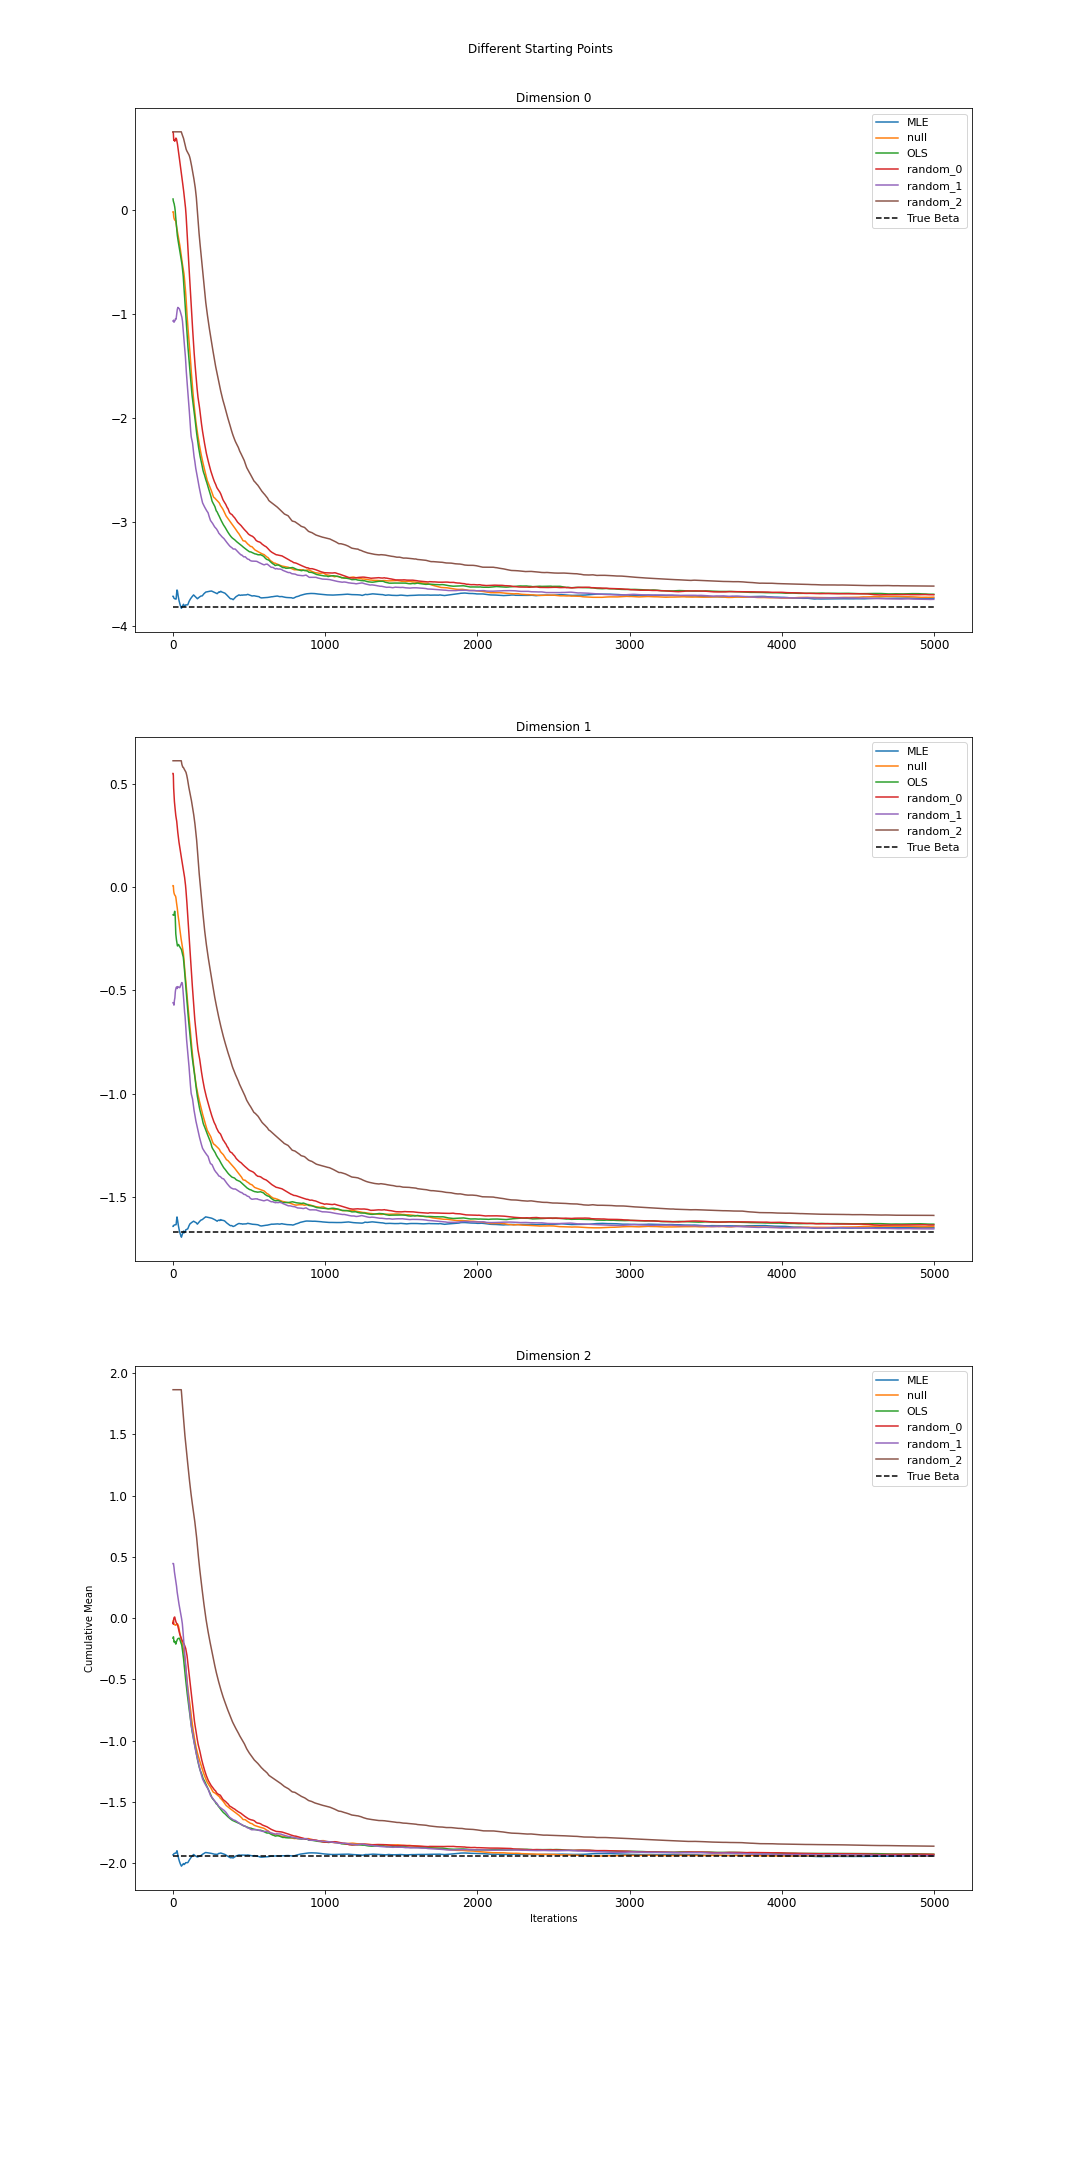 Different Starting Points
Dimension 0
MLE
null
OLS
random_0
random_1
random_2
True Beta
0
−1
−2
−3
−4
0 1000 2000 3000 4000 5000
Dimension 1
MLE
null
OLS
random_0
random_1
random_2
True Beta
0.5
0.0
−0.5
−1.0
−1.5
0 1000 2000 3000 4000 5000
Dimension 2
MLE
null
OLS
random_0
random_1
random_2
True Beta
2.0
1.5
1.0
0.5
0.0
−0.5
−1.0
−1.5
−2.0
Cumulative Mean
0 1000 2000 3000 4000 5000
Iterations